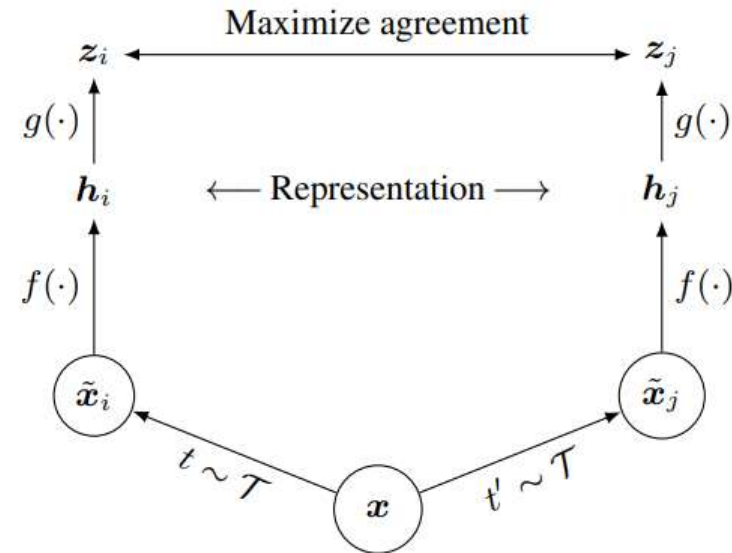 Maximize agreement
z_i z_j
g(·) g(·)
h_i ← Representation → h_j
f(·) f(·)
x̃_i x̃_j
t ~ 𝒯 t' ~ 𝒯
x